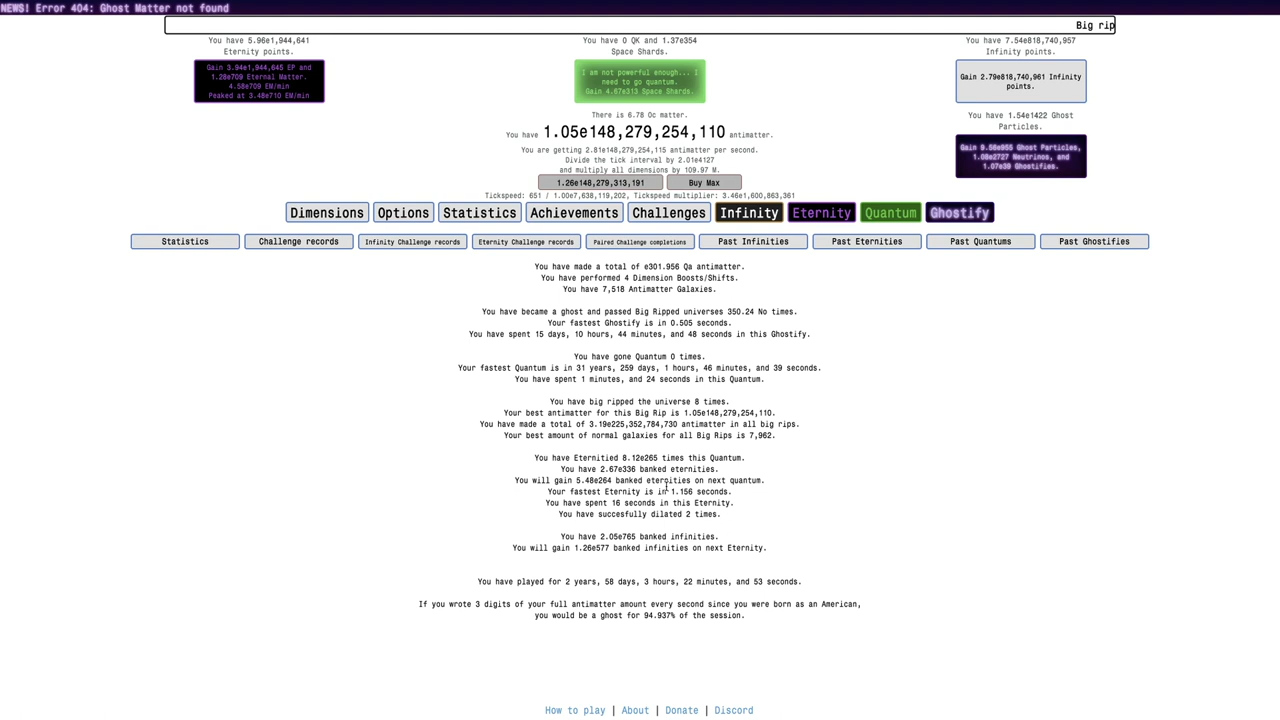 NEWS! Error 404: Ghost Matter not found
Big rip
You have 5.96e1,944,641
Eternity points.
Gain 3.94e1,944,645 EP and
1.28e709 Eternal Matter.
4.58e709 EM/min
Peaked at 3.48e710 EM/min
You have 0 QK and 1.37e354
Space Shards.
I am not powerful enough... I
need to go quantum.
Gain 4.67e313 Space Shards.
You have 7.54e818,740,957
Infinity points.
Gain 2.79e818,740,961 Infinity
points.
You have 1.54e1422 Ghost
Particles.
Gain 9.58e955 Ghost Particles,
1.08e2727 Neutrinos, and
1.07e39 Ghostifies.
There is 6.78 Oc matter.
You have 1.05e148,279,254,110 antimatter.
You are getting 2.81e148,279,254,115 antimatter per second.
Divide the tick interval by 2.01e4127
and multiply all dimensions by 109.97 M.
1.26e148,279,313,191 Buy Max
Tickspeed: 651 / 1.00e7,638,119,202, Tickspeed multiplier: 3.46e1,600,863,361
Dimensions Options Statistics Achievements Challenges Infinity Eternity Quantum Ghostify
Statistics Challenge records Infinity Challenge records Eternity Challenge records Paired Challenge completions Past Infinities Past Eternities Past Quantums Past Ghostifies
You have made a total of e301.956 Qa antimatter.
You have performed 4 Dimension Boosts/Shifts.
You have 7,518 Antimatter Galaxies.
You have became a ghost and passed Big Ripped universes 350.24 No times.
Your fastest Ghostify is in 0.505 seconds.
You have spent 15 days, 10 hours, 44 minutes, and 48 seconds in this Ghostify.
You have gone Quantum 0 times.
Your fastest Quantum is in 31 years, 259 days, 1 hours, 46 minutes, and 39 seconds.
You have spent 1 minutes, and 24 seconds in this Quantum.
You have big ripped the universe 8 times.
Your best antimatter for this Big Rip is 1.05e148,279,254,110.
You have made a total of 3.19e225,352,784,730 antimatter in all big rips.
Your best amount of normal galaxies for all Big Rips is 7,962.
You have Eternitied 8.12e265 times this Quantum.
You have 2.67e336 banked eternities.
You will gain 5.48e264 banked eternities on next quantum.
Your fastest Eternity is in 1.156 seconds.
You have spent 16 seconds in this Eternity.
You have succesfully dilated 2 times.
You have 2.05e765 banked infinities.
You will gain 1.26e577 banked infinities on next Eternity.
You have played for 2 years, 58 days, 3 hours, 22 minutes, and 53 seconds.
If you wrote 3 digits of your full antimatter amount every second since you were born as an American,
you would be a ghost for 94.937% of the session.
How to play | About | Donate | Discord